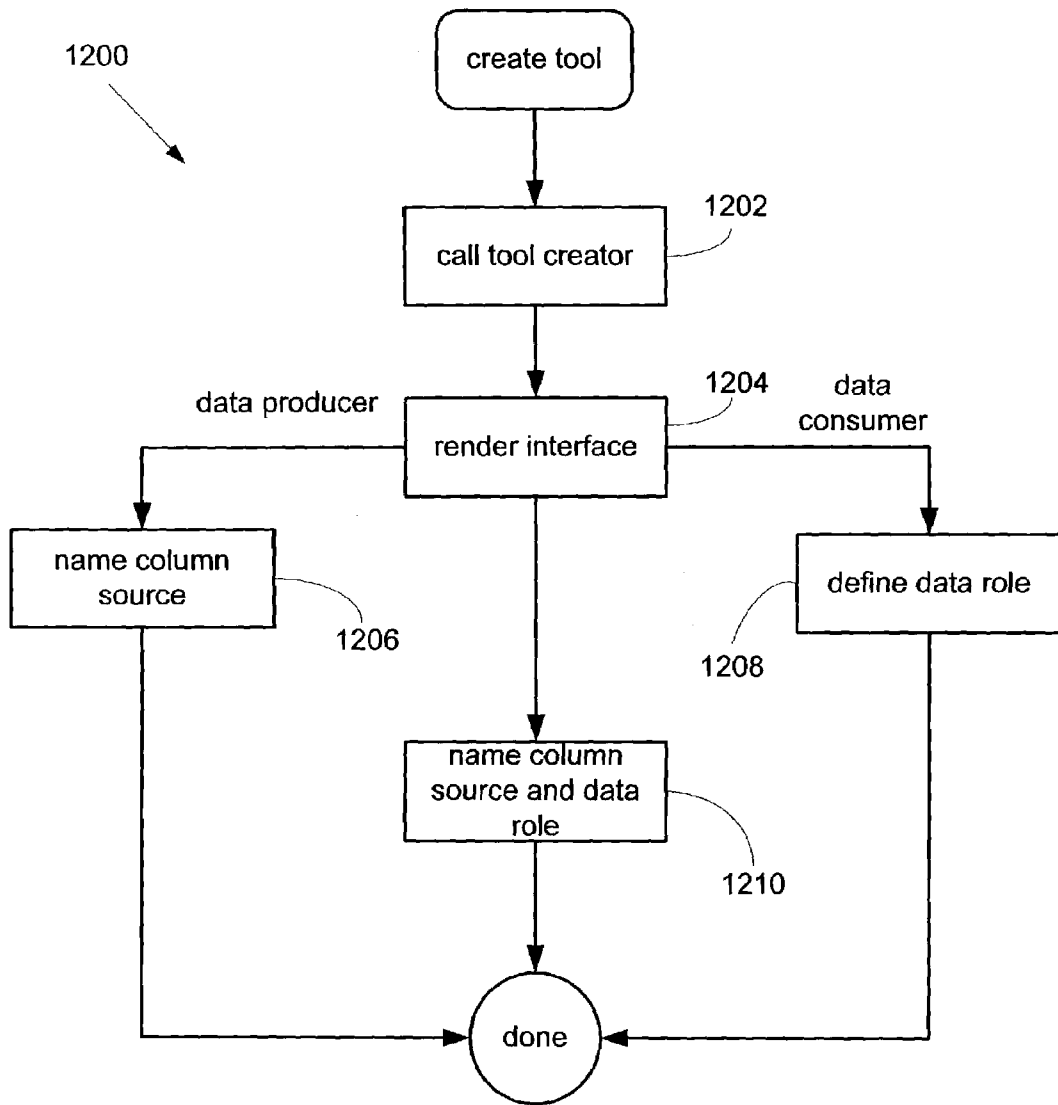 1200
create tool
1202
call tool creator
1204
data producer
data
consumer
render interface
name column
source
define data role
1206
1208
name column
source and data
role
1210
done